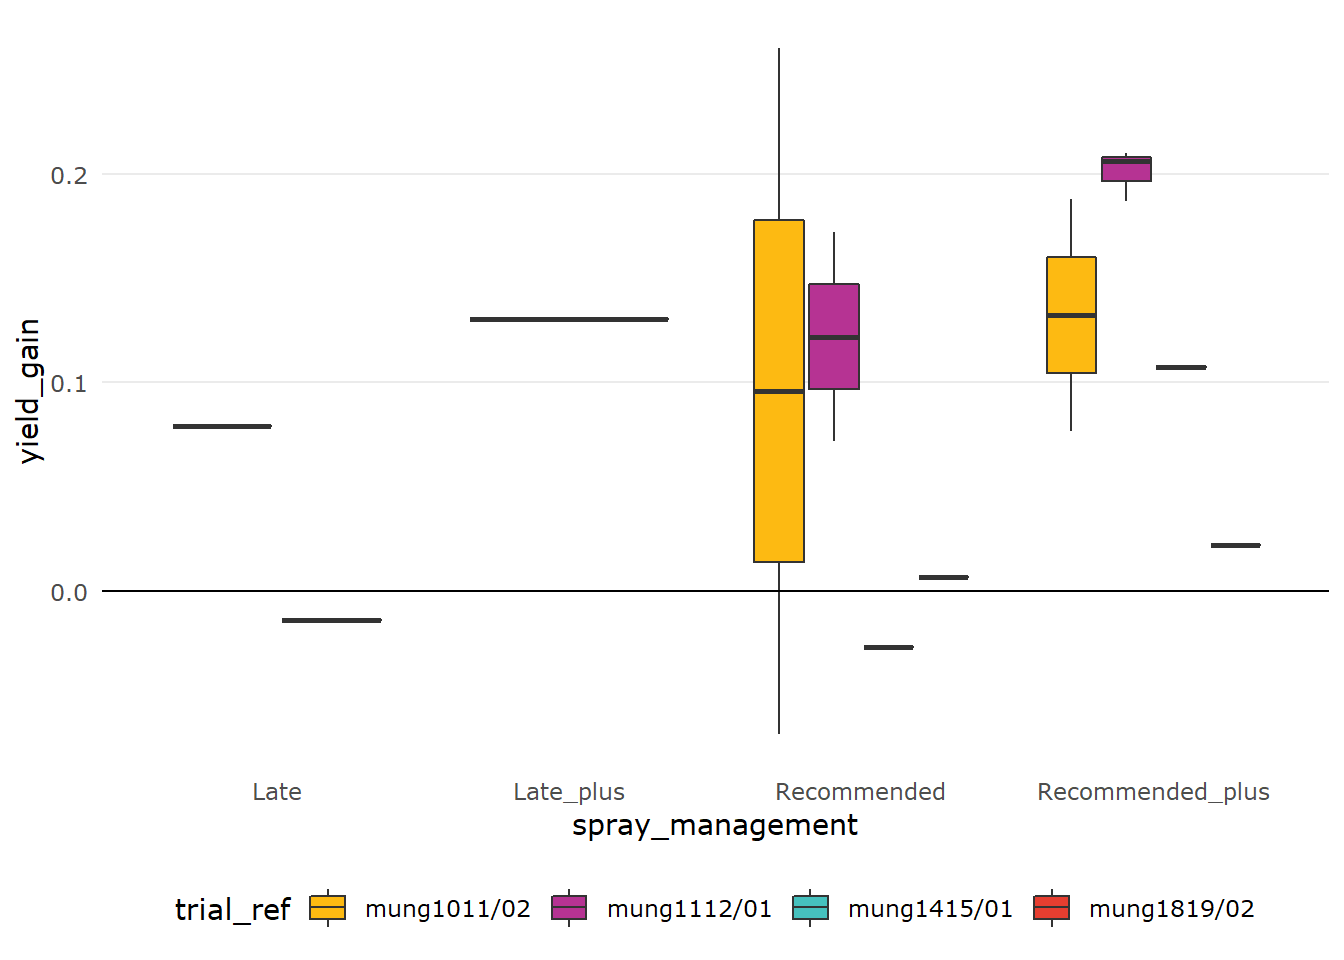 yield_gain
0.2
0.1
0.0
Late Late_plus Recommended Recommended_plus
spray_management
trial_ref mung1011/02 mung1112/01 mung1415/01 mung1819/02